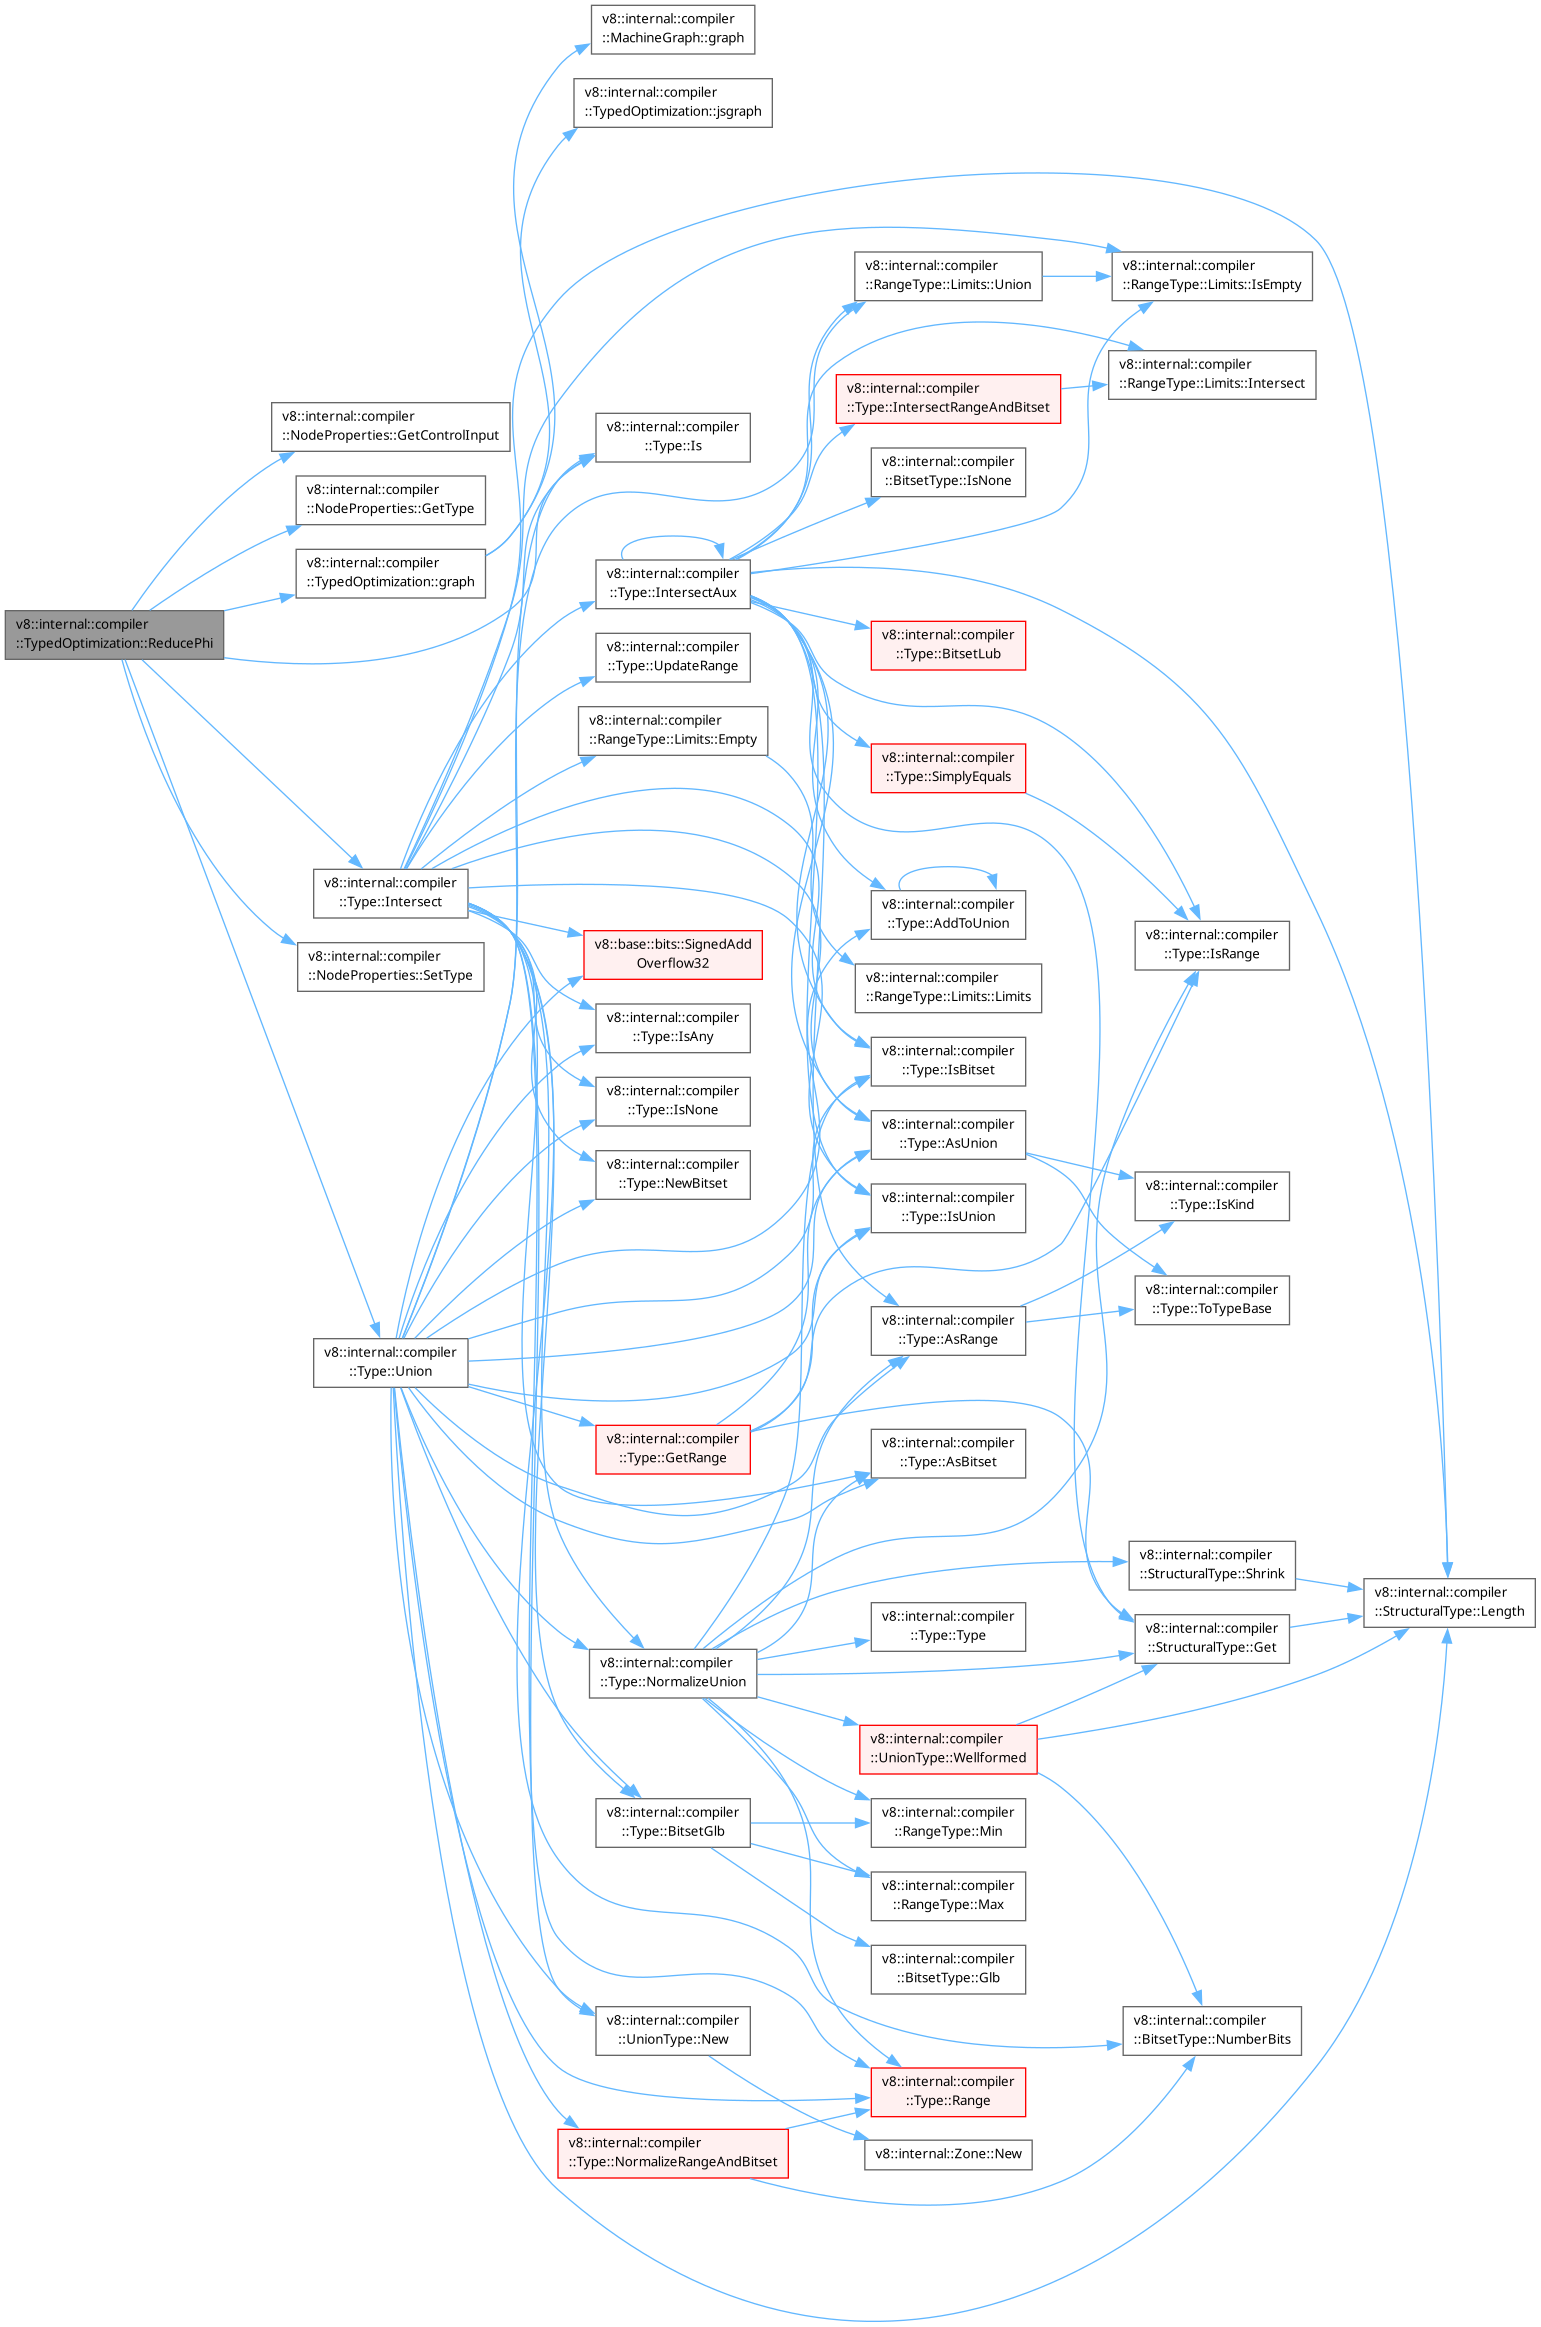 v8::internal::compiler
::MachineGraph::graph
v8::internal::compiler
::TypedOptimization::jsgraph
v8::internal::compiler
::RangeType::Limits::Union
v8::internal::compiler
::RangeType::Limits::IsEmpty
v8::internal::compiler
::RangeType::Limits::Intersect
v8::internal::compiler
::Type::IntersectRangeAndBitset
v8::internal::compiler
::NodeProperties::GetControlInput
v8::internal::compiler
::Type::Is
v8::internal::compiler
::BitsetType::IsNone
v8::internal::compiler
::NodeProperties::GetType
v8::internal::compiler
::TypedOptimization::graph
v8::internal::compiler
::Type::IntersectAux
v8::internal::compiler
::TypedOptimization::ReducePhi
v8::internal::compiler
::Type::BitsetLub
v8::internal::compiler
::Type::UpdateRange
v8::internal::compiler
::RangeType::Limits::Empty
v8::internal::compiler
::Type::SimplyEquals
v8::internal::compiler
::Type::Intersect
v8::internal::compiler
::Type::AddToUnion
v8::internal::compiler
::Type::IsRange
v8::internal::compiler
::NodeProperties::SetType
v8::base::bits::SignedAdd
Overflow32
v8::internal::compiler
::RangeType::Limits::Limits
v8::internal::compiler
::Type::IsAny
v8::internal::compiler
::Type::IsBitset
v8::internal::compiler
::Type::IsNone
v8::internal::compiler
::Type::AsUnion
v8::internal::compiler
::Type::NewBitset
v8::internal::compiler
::Type::IsKind
v8::internal::compiler
::Type::IsUnion
v8::internal::compiler
::Type::ToTypeBase
v8::internal::compiler
::Type::AsRange
v8::internal::compiler
::Type::Union
v8::internal::compiler
::Type::GetRange
v8::internal::compiler
::Type::AsBitset
v8::internal::compiler
::StructuralType::Shrink
v8::internal::compiler
::StructuralType::Length
v8::internal::compiler
::Type::Type
v8::internal::compiler
::StructuralType::Get
v8::internal::compiler
::Type::NormalizeUnion
v8::internal::compiler
::UnionType::Wellformed
v8::internal::compiler
::Type::BitsetGlb
v8::internal::compiler
::RangeType::Min
v8::internal::compiler
::RangeType::Max
v8::internal::compiler
::BitsetType::Glb
v8::internal::compiler
::UnionType::New
v8::internal::compiler
::BitsetType::NumberBits
v8::internal::compiler
::Type::Range
v8::internal::compiler
::Type::NormalizeRangeAndBitset
v8::internal::Zone::New